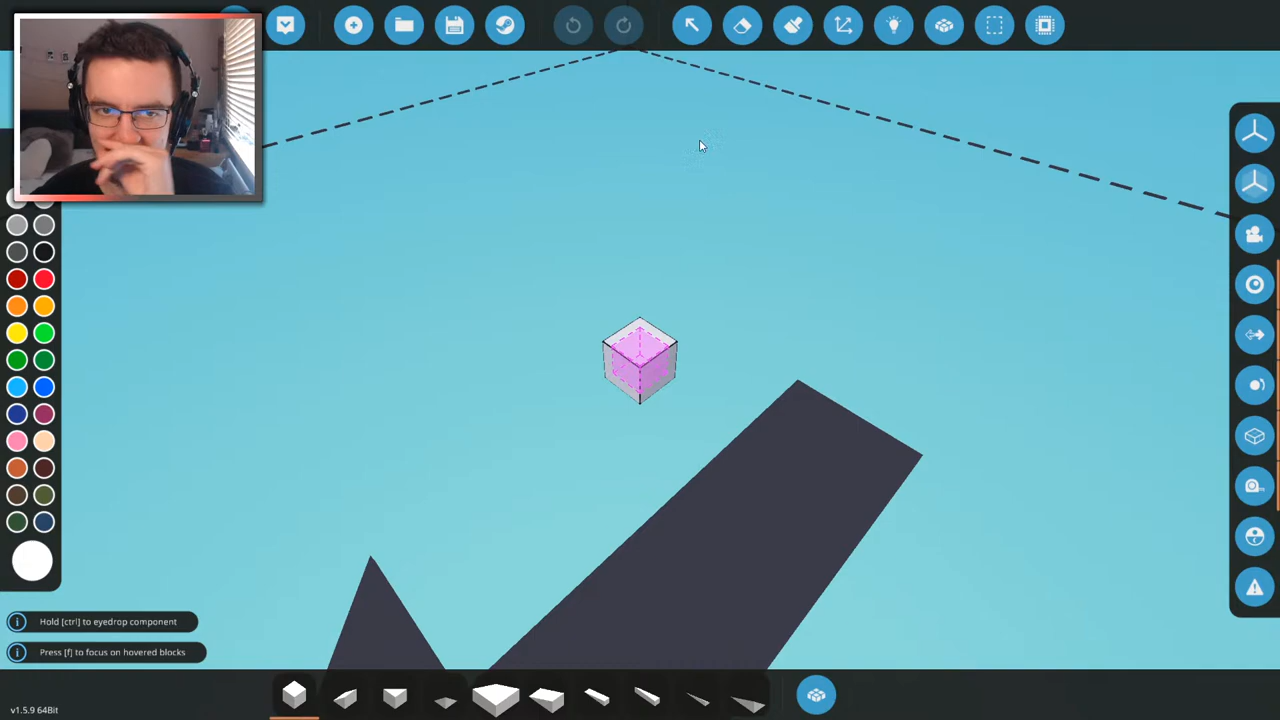 Hold [ctrl] to eyedrop component
Press [f] to focus on hovered blocks
v1.5.9 64Bit